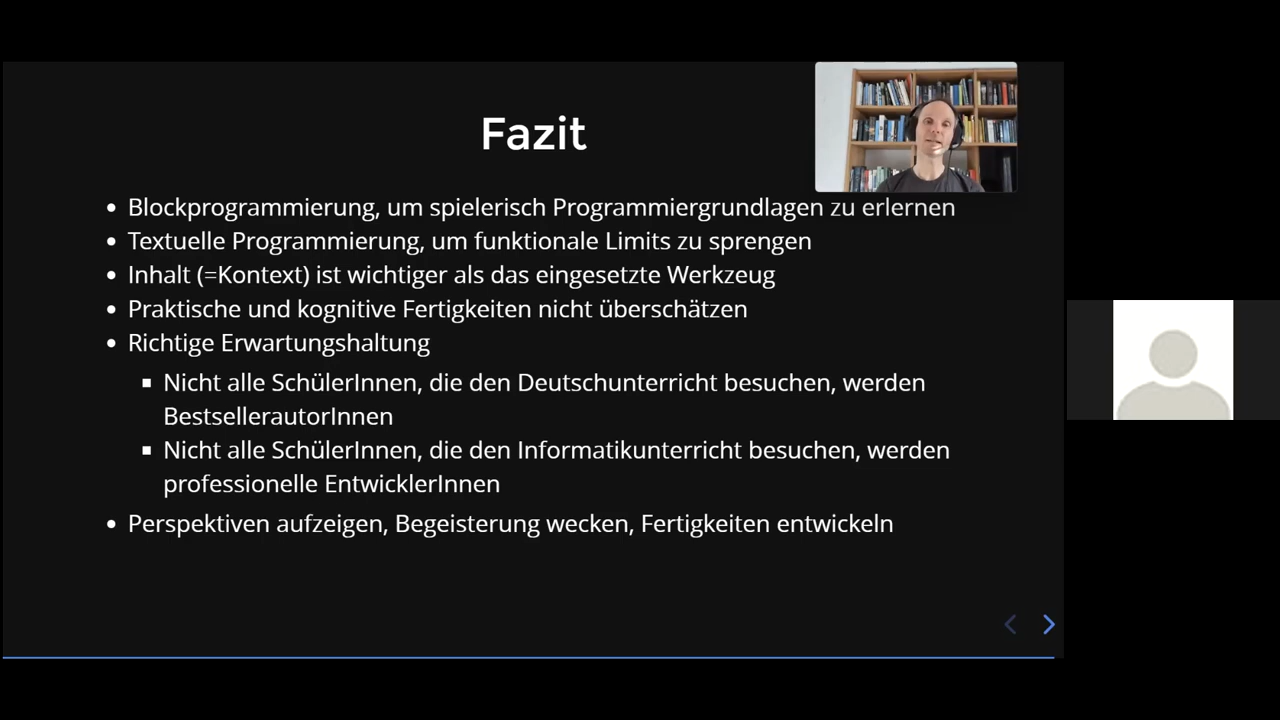 Fazit
Blockprogrammierung, um spielerisch Programmiergrundlagen zu erlernen
Textuelle Programmierung, um funktionale Limits zu sprengen
Inhalt (=Kontext) ist wichtiger als das eingesetzte Werkzeug
Praktische und kognitive Fertigkeiten nicht überschätzen
Richtige Erwartungshaltung
Nicht alle SchülerInnen, die den Deutschunterricht besuchen, werden
BestsellerautorInnen
Nicht alle SchülerInnen, die den Informatikunterricht besuchen, werden
professionelle EntwicklerInnen
Perspektiven aufzeigen, Begeisterung wecken, Fertigkeiten entwickeln